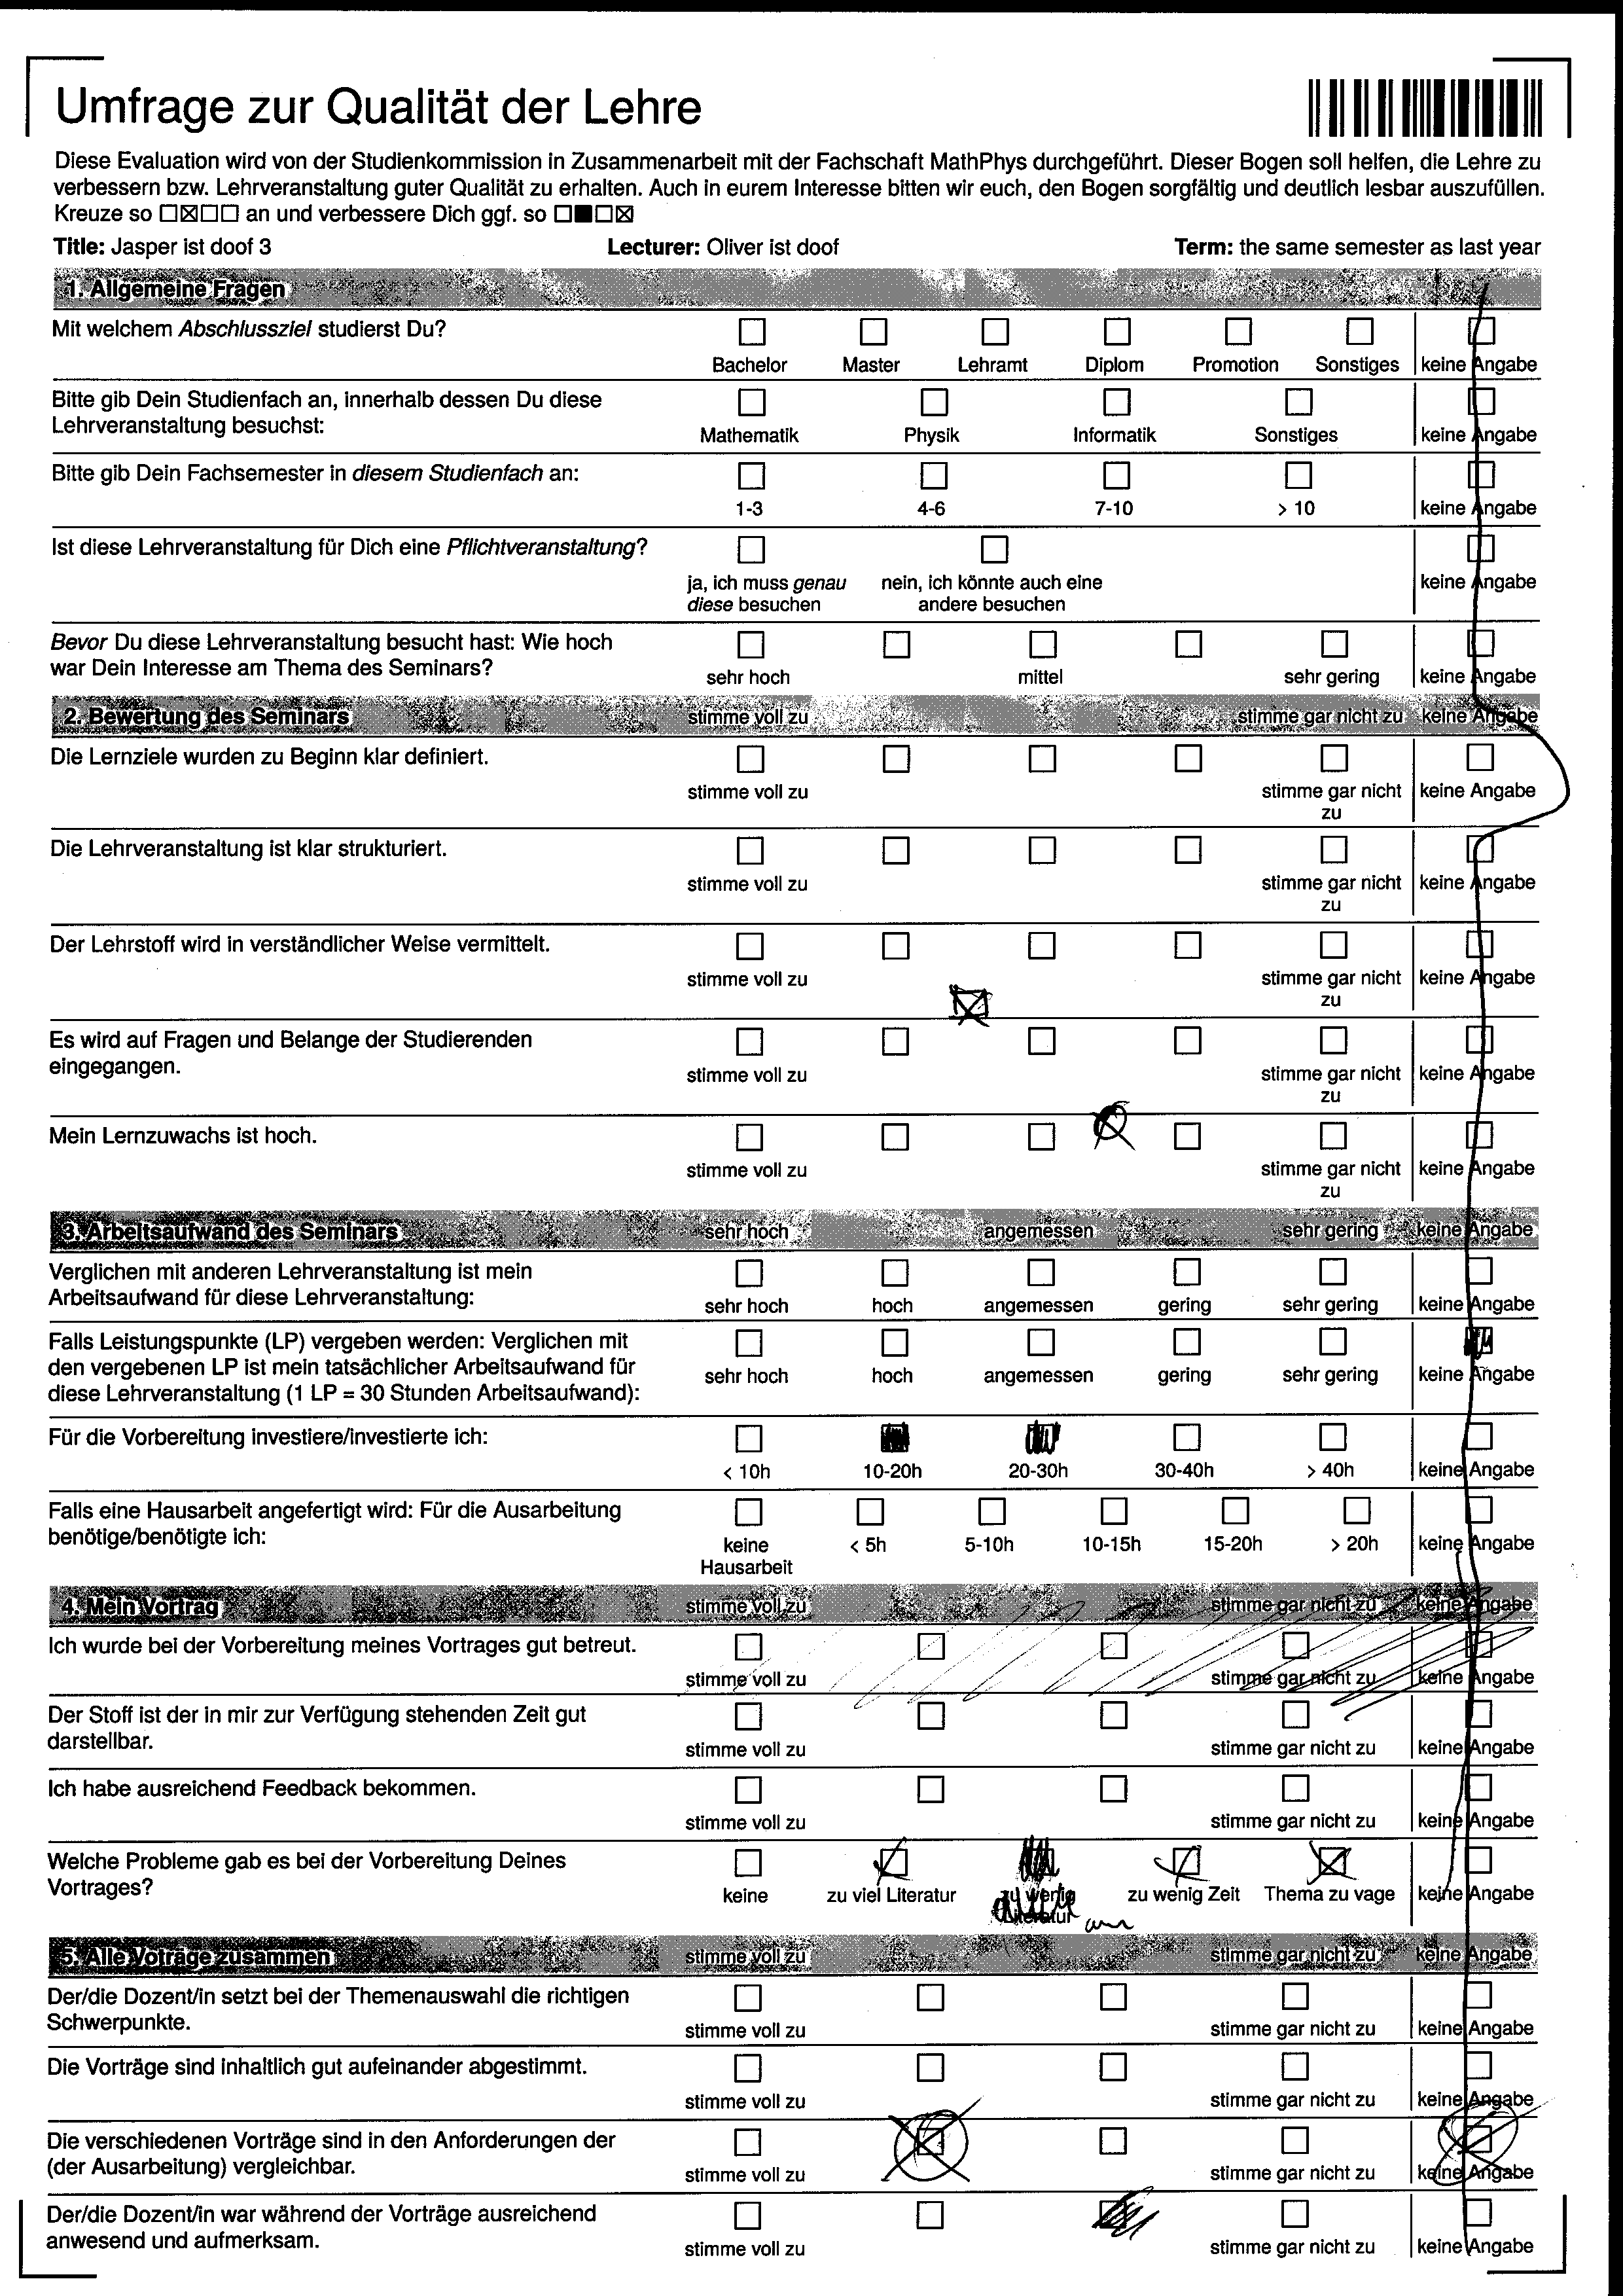 Umfrage zur Qualität der Lehre
Diese Evaluation wird von der Studienkommission in Zusammenarbeit mit der Fachschaft MathPhys durchgeführt. Dieser Bogen soll helfen, die Lehre zu
verbessern bzw. Lehrveranstaltung guter Qualität zu erhalten. Auch in eurem Interesse bitten wir euch, den Bogen sorgfältig und deutlich lesbar auszufüllen.
Kreuze so ☐☒☐☐ an und verbessere Dich ggf. so ☐■☐☒
Title: Jasper ist doof 3 Lecturer: Oliver ist doof Term: the same semester as last year
1. Allgemeine Fragen
Mit welchem Abschlussziel studierst Du?
Bachelor Master Lehramt Diplom Promotion Sonstiges keine Angabe
Bitte gib Dein Studienfach an, innerhalb dessen Du diese
Lehrveranstaltung besuchst:
Mathematik Physik Informatik Sonstiges keine Angabe
Bitte gib Dein Fachsemester in diesem Studienfach an:
1-3 4-6 7-10 > 10 keine Angabe
Ist diese Lehrveranstaltung für Dich eine Pflichtveranstaltung?
ja, ich muss genau nein, ich könnte auch eine keine Angabe
diese besuchen andere besuchen
Bevor Du diese Lehrveranstaltung besucht hast: Wie hoch
war Dein Interesse am Thema des Seminars?
sehr hoch mittel sehr gering keine Angabe
2. Bewertung des Seminars stimme voll zu stimme gar nicht zu keine Angabe
Die Lernziele wurden zu Beginn klar definiert.
stimme voll zu stimme gar nicht keine Angabe
zu
Die Lehrveranstaltung ist klar strukturiert.
stimme voll zu stimme gar nicht keine Angabe
zu
Der Lehrstoff wird in verständlicher Weise vermittelt.
stimme voll zu stimme gar nicht keine Angabe
zu
Es wird auf Fragen und Belange der Studierenden
eingegangen.
stimme voll zu stimme gar nicht keine Angabe
zu
Mein Lernzuwachs ist hoch.
stimme voll zu stimme gar nicht keine Angabe
zu
3. Arbeitsaufwand des Seminars sehr hoch angemessen sehr gering keine Angabe
Verglichen mit anderen Lehrveranstaltung ist mein
Arbeitsaufwand für diese Lehrveranstaltung:
sehr hoch hoch angemessen gering sehr gering keine Angabe
Falls Leistungspunkte (LP) vergeben werden: Verglichen mit
den vergebenen LP ist mein tatsächlicher Arbeitsaufwand für
diese Lehrveranstaltung (1 LP = 30 Stunden Arbeitsaufwand):
sehr hoch hoch angemessen gering sehr gering keine Angabe
Für die Vorbereitung investiere/investierte ich:
< 10h 10-20h 20-30h 30-40h > 40h keine Angabe
Falls eine Hausarbeit angefertigt wird: Für die Ausarbeitung
benötige/benötigte ich:
keine < 5h 5-10h 10-15h 15-20h > 20h keine Angabe
Hausarbeit
4. Mein Vortrag stimme voll zu stimme gar nicht zu keine Angabe
Ich wurde bei der Vorbereitung meines Vortrages gut betreut.
stimme voll zu stimme gar nicht zu keine Angabe
Der Stoff ist der in mir zur Verfügung stehenden Zeit gut
darstellbar.
stimme voll zu stimme gar nicht zu keine Angabe
Ich habe ausreichend Feedback bekommen.
stimme voll zu stimme gar nicht zu keine Angabe
Welche Probleme gab es bei der Vorbereitung Deines
Vortrages?
keine zu viel Literatur zu wenig zu wenig Zeit Thema zu vage keine Angabe
Literatur
5. Alle Voträge zusammen stimme voll zu stimme gar nicht zu keine Angabe
Der/die Dozent/in setzt bei der Themenauswahl die richtigen
Schwerpunkte.
stimme voll zu stimme gar nicht zu keine Angabe
Die Vorträge sind inhaltlich gut aufeinander abgestimmt.
stimme voll zu stimme gar nicht zu keine Angabe
Die verschiedenen Vorträge sind in den Anforderungen der
(der Ausarbeitung) vergleichbar.
stimme voll zu stimme gar nicht zu keine Angabe
Der/die Dozent/in war während der Vorträge ausreichend
anwesend und aufmerksam.
stimme voll zu stimme gar nicht zu keine Angabe